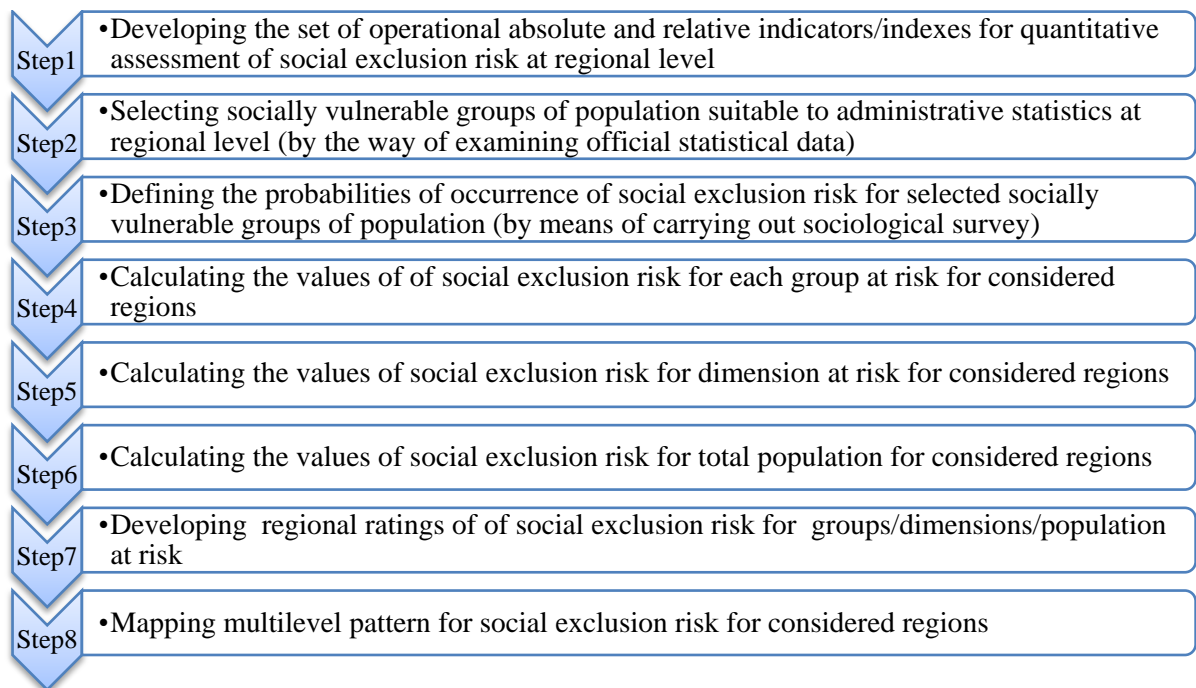 Step1
•Developing the set of operational absolute and relative indicators/indexes for quantitative
assessment of social exclusion risk at regional level
Step2
•Selecting socially vulnerable groups of population suitable to administrative statistics at
regional level (by the way of examining official statistical data)
Step3
•Defining the probabilities of occurrence of social exclusion risk for selected socially
vulnerable groups of population (by means of carrying out sociological survey)
Step4
•Calculating the values of of social exclusion risk for each group at risk for considered
regions
Step5
•Calculating the values of social exclusion risk for dimension at risk for considered regions
Step6
•Calculating the values of social exclusion risk for total population for considered regions
Step7
•Developing regional ratings of of social exclusion risk for groups/dimensions/population
at risk
Step8
•Mapping multilevel pattern for social exclusion risk for considered regions